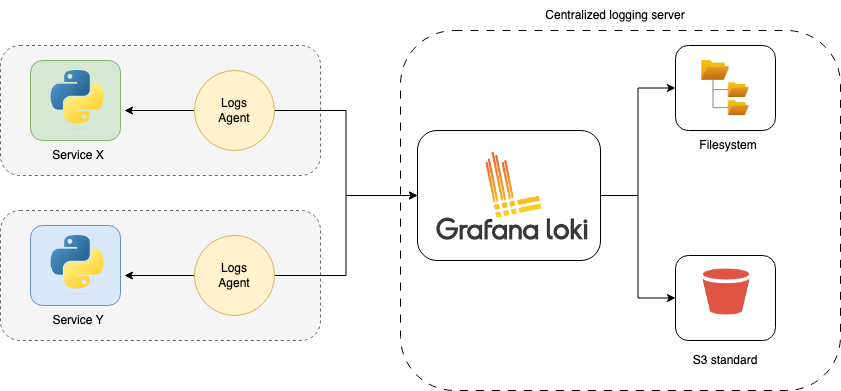 Centralized logging server
Logs
Agent
Service X
Filesystem
Grafana loki
Logs
Agent
Service Y
S3 standard